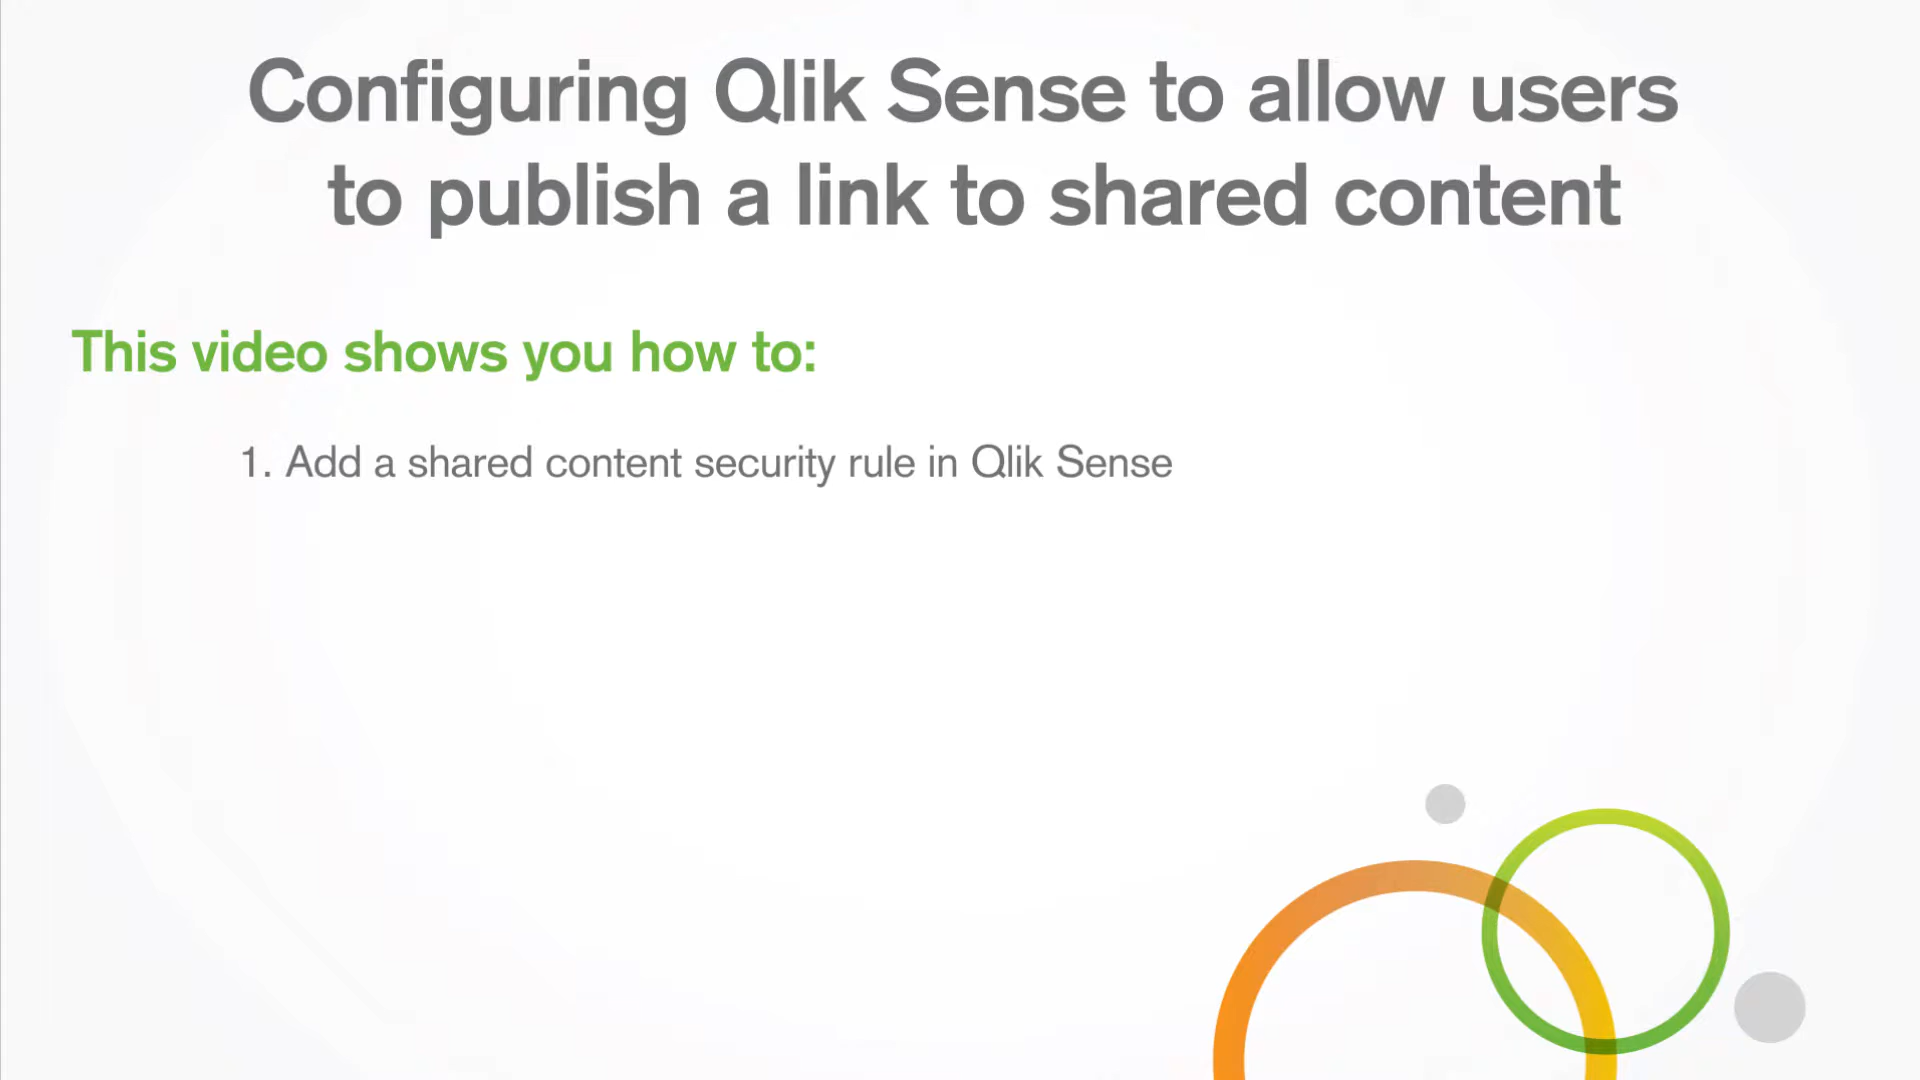 Configuring Qlik Sense to allow users
to publish a link to shared content
This video shows you how to:
1. Add a shared content security rule in Qlik Sense